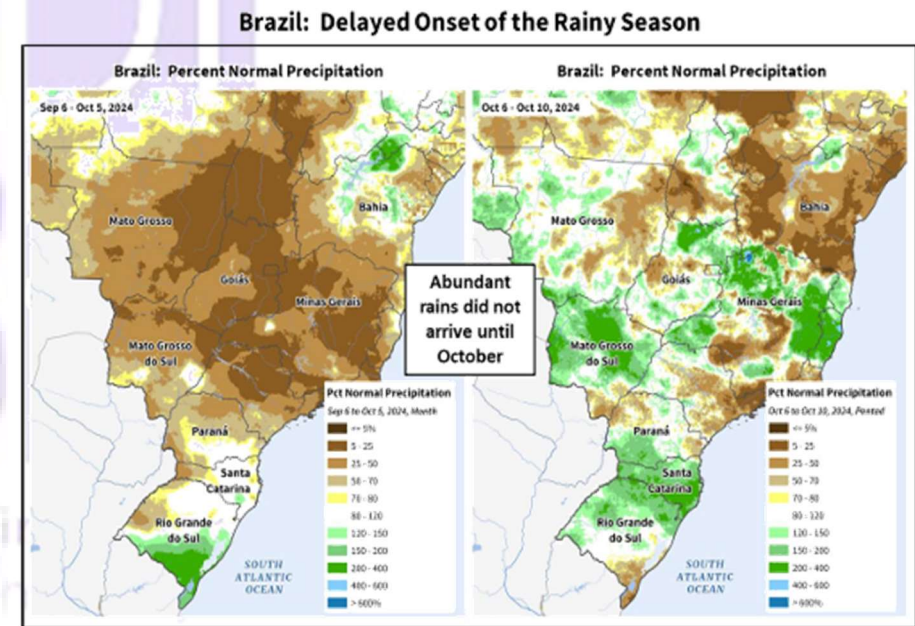 Brazil: Delayed Onset of the Rainy Season
Brazil: Percent Normal Precipitation
Sep 6 - Oct 5, 2024
Mato Grosso
Bahia
Goiás
Minas Gerais
Mato Grosso
do Sul
Paraná
Santa
Catarina
Rio Grande
do Sul
SOUTH
ATLANTIC
OCEAN
Pct Normal Precipitation
Sep 6 to Oct 5, 2024, Month
<= 5%
5 - 25
25 - 50
50 - 70
70 - 80
80 - 120
120 - 150
150 - 200
200 - 400
400 - 600
> 600%
Abundant
rains did not
arrive until
October
Brazil: Percent Normal Precipitation
Oct 6 - Oct 10, 2024
Mato Grosso
Bahia
Goiás
Minas Gerais
Mato Grosso
do Sul
Paraná
Santa
Catarina
Rio Grande
do Sul
SOUTH
ATLANTIC
OCEAN
Pct Normal Precipitation
Oct 6 to Oct 10, 2024, Pentad
<= 5%
5 - 25
25 - 50
50 - 70
70 - 80
80 - 120
120 - 150
150 - 200
200 - 400
400 - 600
> 600%